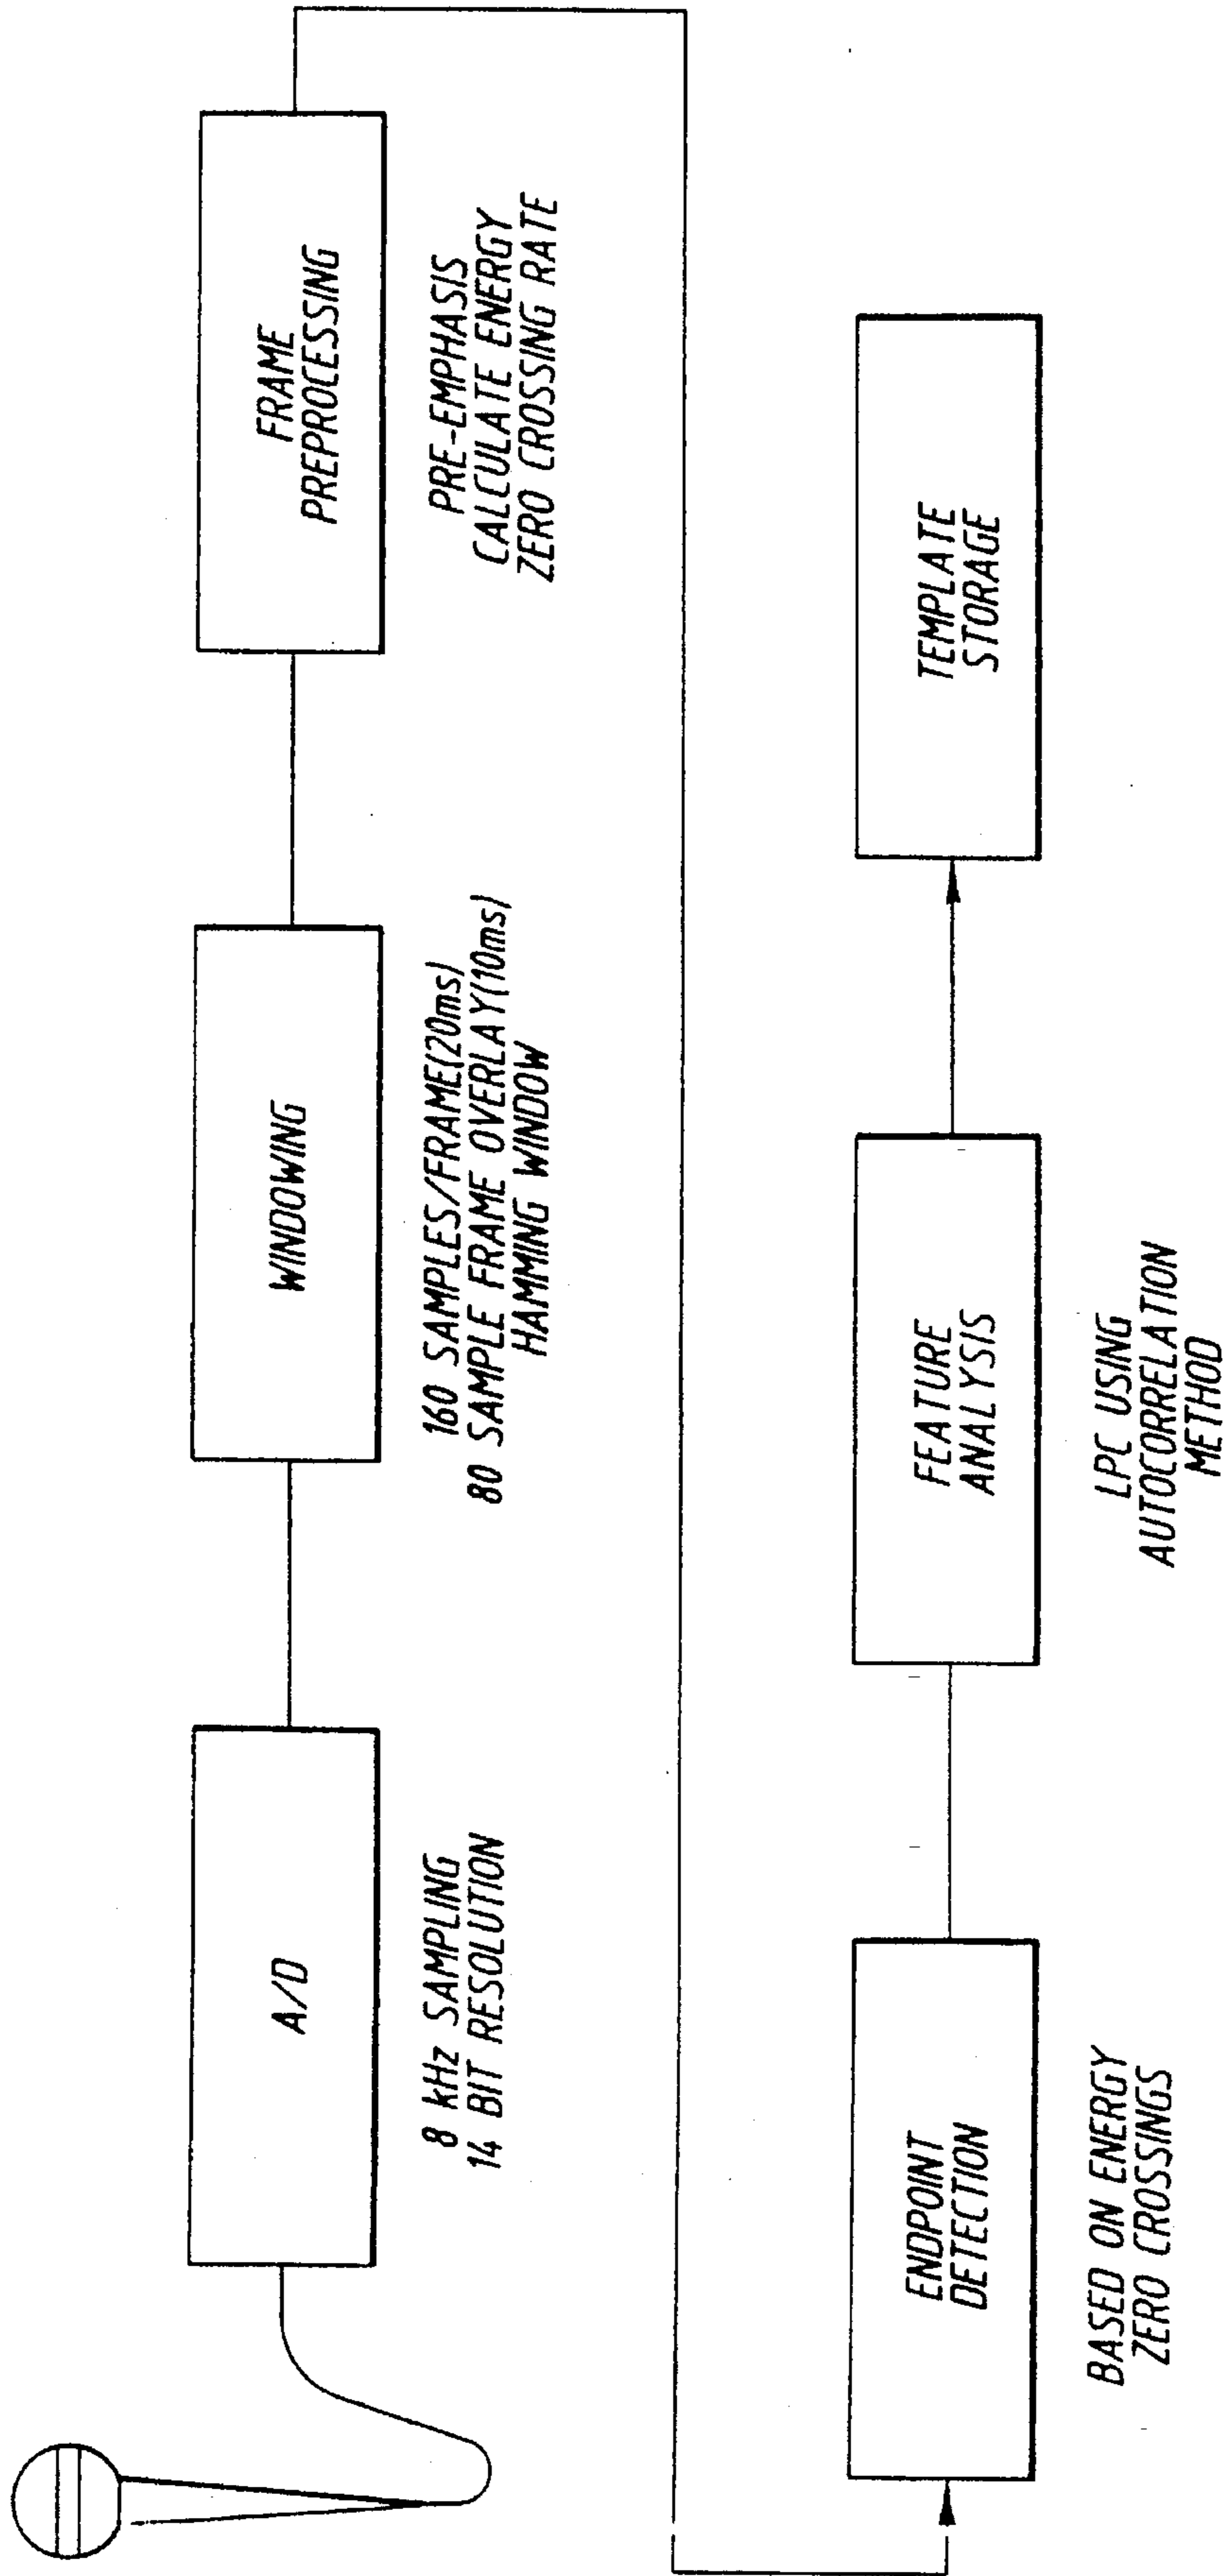 A/D
8 kHz SAMPLING
14 BIT RESOLUTION
WINDOWING
160 SAMPLES/FRAME(20ms)
80 SAMPLE FRAME OVERLAY(10ms)
HAMMING WINDOW
FRAME
PREPROCESSING
PRE-EMPHASIS
CALCULATE ENERGY
ZERO CROSSING RATE
ENDPOINT
DETECTION
BASED ON ENERGY
ZERO CROSSINGS
FEATURE
ANALYSIS
LPC USING
AUTOCORRELATION
METHOD
TEMPLATE
STORAGE